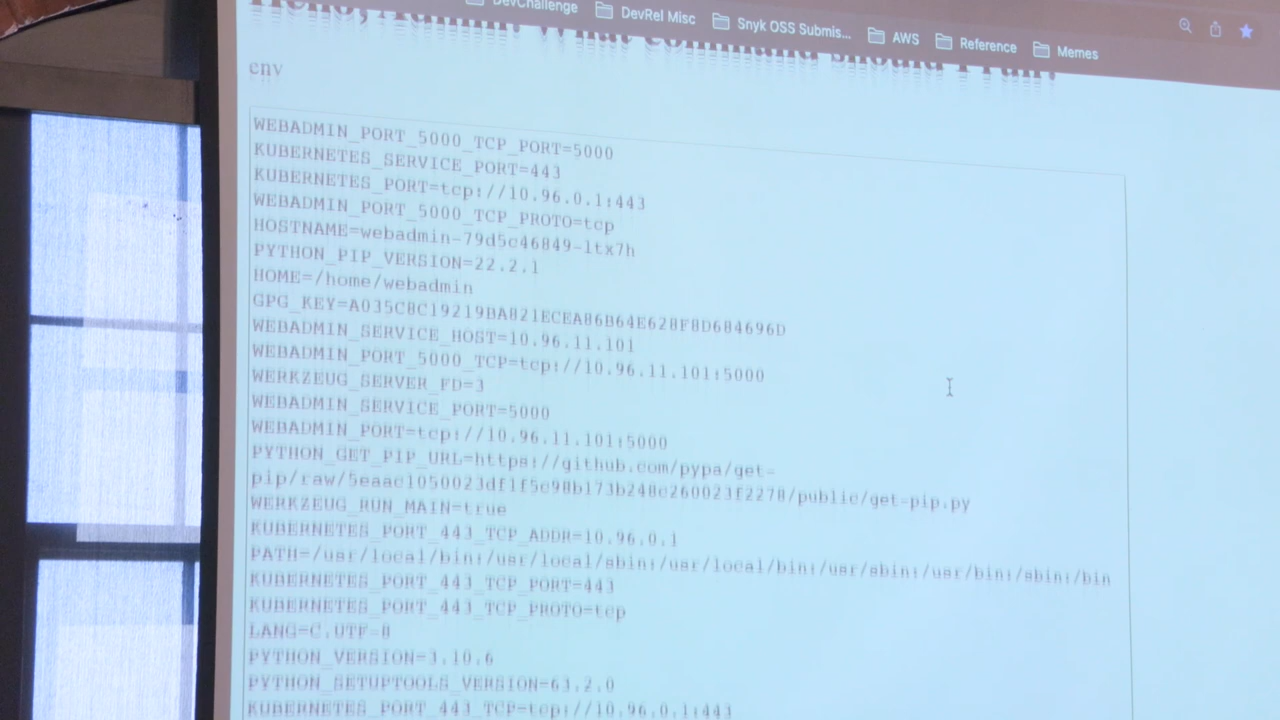 DevChallenge
DevRel Misc
Snyk OSS Submis...
AWS
Reference
Memes
Hello, Admin! What command should I run?
env
WEBADMIN_PORT_5000_TCP_PORT=5000
KUBERNETES_SERVICE_PORT=443
KUBERNETES_PORT=tcp://10.96.0.1:443
WEBADMIN_PORT_5000_TCP_PROTO=tcp
HOSTNAME=webadmin-79d5c46849-ltx7h
PYTHON_PIP_VERSION=22.2.1
HOME=/home/webadmin
GPG_KEY=A035C8C19219BA821ECEA86B64E628F8D684696D
WEBADMIN_SERVICE_HOST=10.96.11.101
WEBADMIN_PORT_5000_TCP=tcp://10.96.11.101:5000
WERKZEUG_SERVER_FD=3
WEBADMIN_SERVICE_PORT=5000
WEBADMIN_PORT=tcp://10.96.11.101:5000
PYTHON_GET_PIP_URL=https://github.com/pypa/get-
pip/raw/5eaac1050023df1f5c98b173b248c260023f2278/public/get-pip.py
WERKZEUG_RUN_MAIN=true
KUBERNETES_PORT_443_TCP_ADDR=10.96.0.1
PATH=/usr/local/bin:/usr/local/sbin:/usr/local/bin:/usr/sbin:/usr/bin:/sbin:/bin
KUBERNETES_PORT_443_TCP_PORT=443
KUBERNETES_PORT_443_TCP_PROTO=tcp
LANG=C.UTF-8
PYTHON_VERSION=3.10.6
PYTHON_SETUPTOOLS_VERSION=63.2.0
KUBERNETES_PORT_443_TCP=tcp://10.96.0.1:443